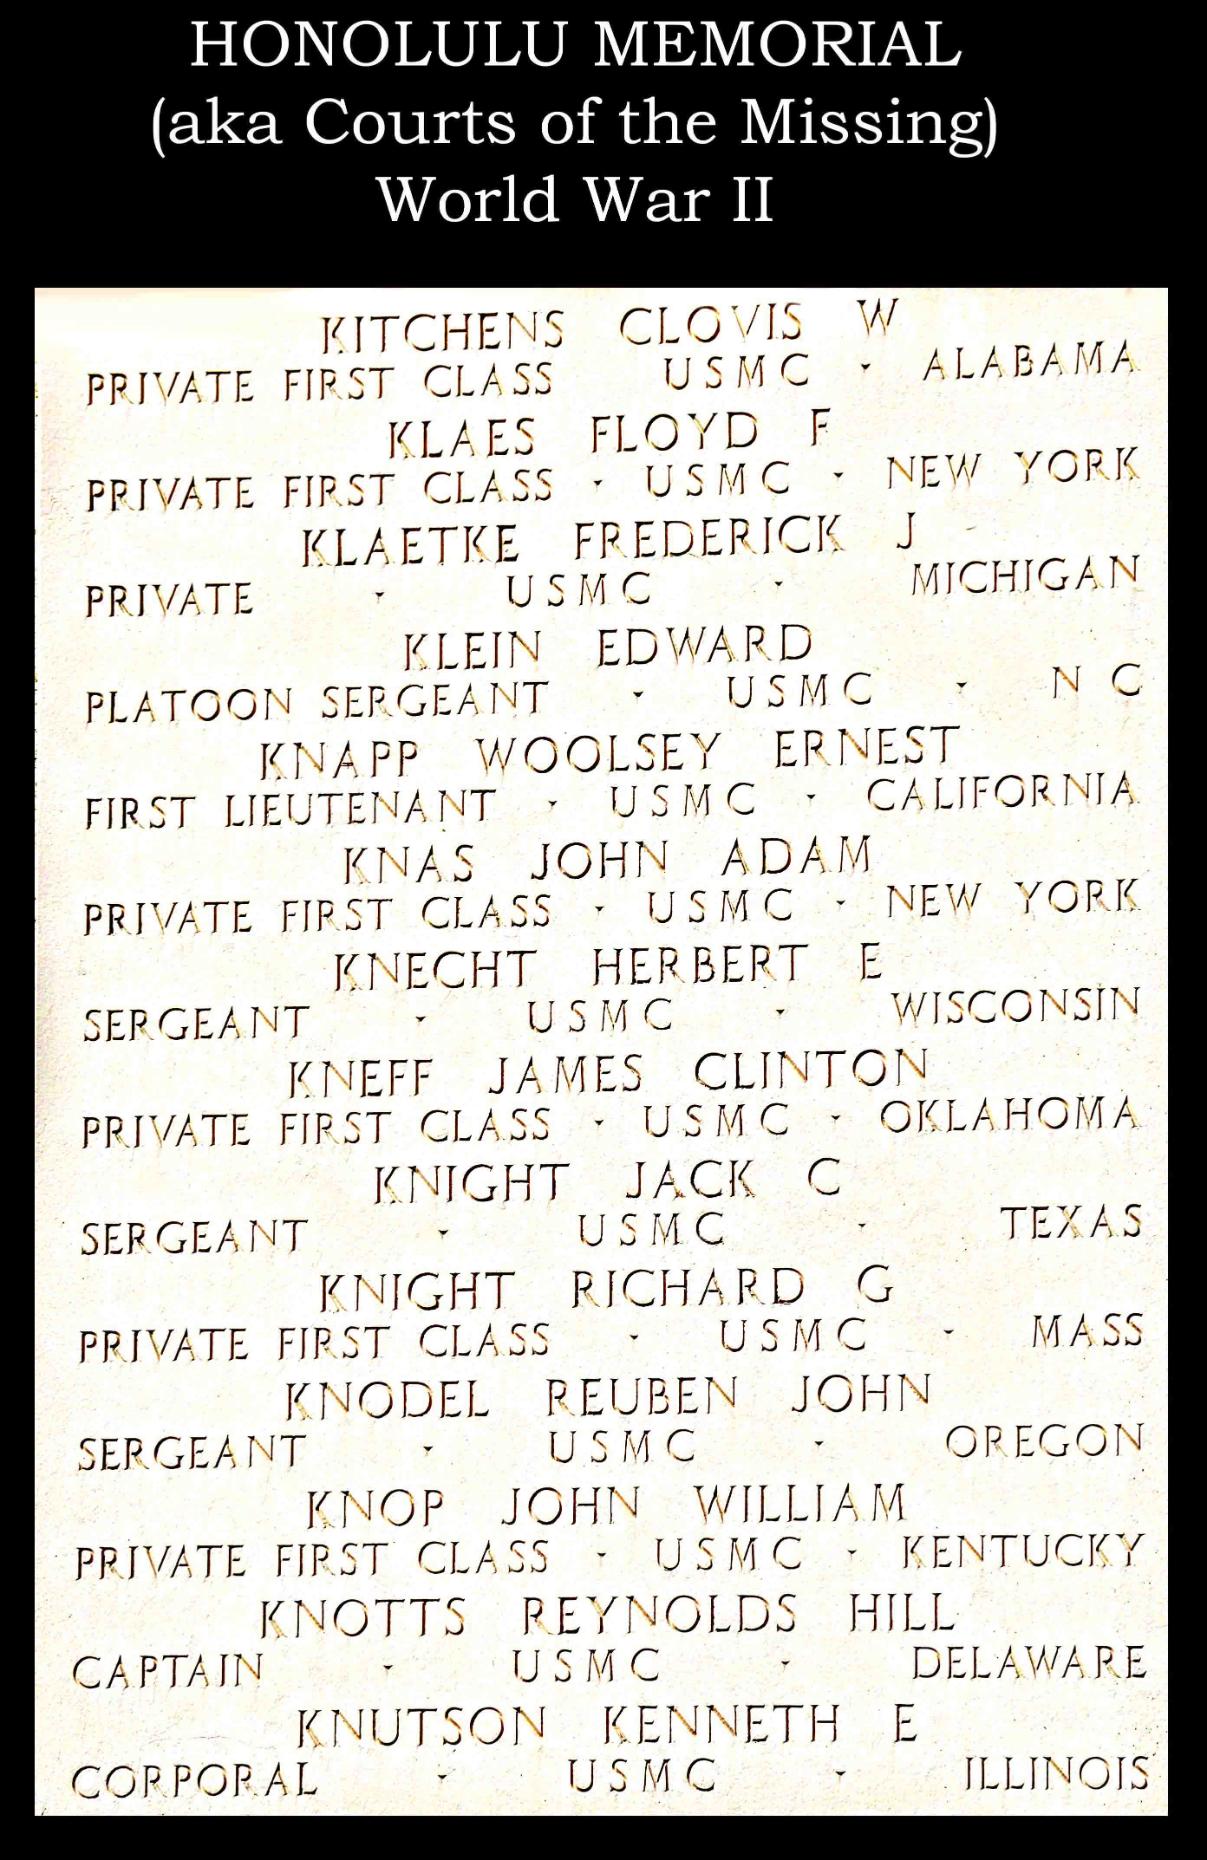 HONOLULU MEMORIAL
(aka Courts of the Missing)
World War II
KITCHENS CLOVIS W
PRIVATE FIRST CLASS USMC · ALABAMA
KLAES FLOYD F
PRIVATE FIRST CLASS · USMC · NEW YORK
KLAETKE FREDERICK J
PRIVATE · USMC · MICHIGAN
KLEIN EDWARD
PLATOON SERGEANT · USMC · N C
KNAPP WOOLSEY ERNEST
FIRST LIEUTENANT · USMC · CALIFORNIA
KNAS JOHN ADAM
PRIVATE FIRST CLASS · USMC · NEW YORK
KNECHT HERBERT E
SERGEANT · USMC · WISCONSIN
KNEFF JAMES CLINTON
PRIVATE FIRST CLASS · USMC · OKLAHOMA
KNIGHT JACK C
SERGEANT · USMC · TEXAS
KNIGHT RICHARD G
PRIVATE FIRST CLASS · USMC · MASS
KNODEL REUBEN JOHN
SERGEANT · USMC · OREGON
KNOP JOHN WILLIAM
PRIVATE FIRST CLASS · USMC · KENTUCKY
KNOTTS REYNOLDS HILL
CAPTAIN · USMC · DELAWARE
KNUTSON KENNETH E
CORPORAL · USMC · ILLINOIS